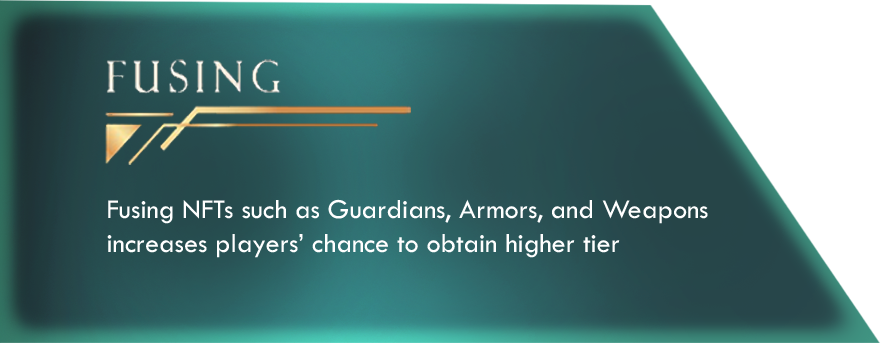 FUSING
Fusing NFTs such as Guardians, Armors, and Weapons
increases players’ chance to obtain higher tier